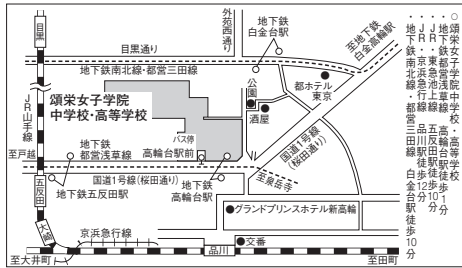 ○頌栄女子学院中学校・高等学校
・地下鉄都営浅草線 高輪台駅徒歩1分
・JR・東急池上線 五反田駅徒歩10分
・JR・京浜急行線 品川駅徒歩12分
・地下鉄南北線・都営三田線 白金台駅徒歩10分
目黒
外苑西通り
地下鉄
白金台駅
至地下鉄
白金高輪駅
目黒通り
地下鉄南北線・都営三田線
JR山手線
頌栄女子学院
中学校・高等学校
公園
都ホテル
東京
酒屋
バス停
高輪台駅前
国道1号線
(桜田通り)
至戸越
地下鉄
都営浅草線
五反田
国道1号線(桜田通り)
地下鉄五反田駅
地下鉄
高輪台駅
至泉岳寺
グランドプリンスホテル新高輪
大崎
京浜急行線
交番
至大井町
品川
至田町